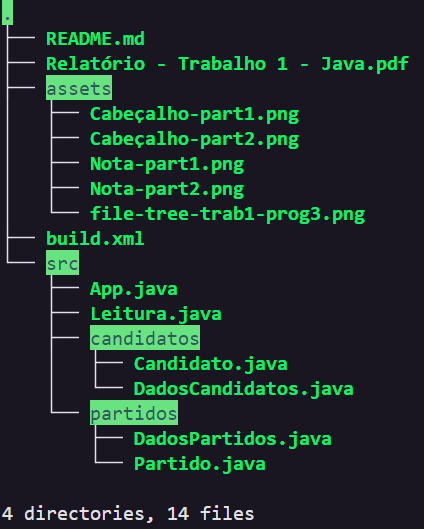 .
├── README.md
├── Relatório - Trabalho 1 - Java.pdf
├── assets
│   ├── Cabeçalho-part1.png
│   ├── Cabeçalho-part2.png
│   ├── Nota-part1.png
│   ├── Nota-part2.png
│   └── file-tree-trab1-prog3.png
├── build.xml
└── src
    ├── App.java
    ├── Leitura.java
    ├── candidatos
    │   ├── Candidato.java
    │   └── DadosCandidatos.java
    └── partidos
        ├── DadosPartidos.java
        └── Partido.java

4 directories, 14 files